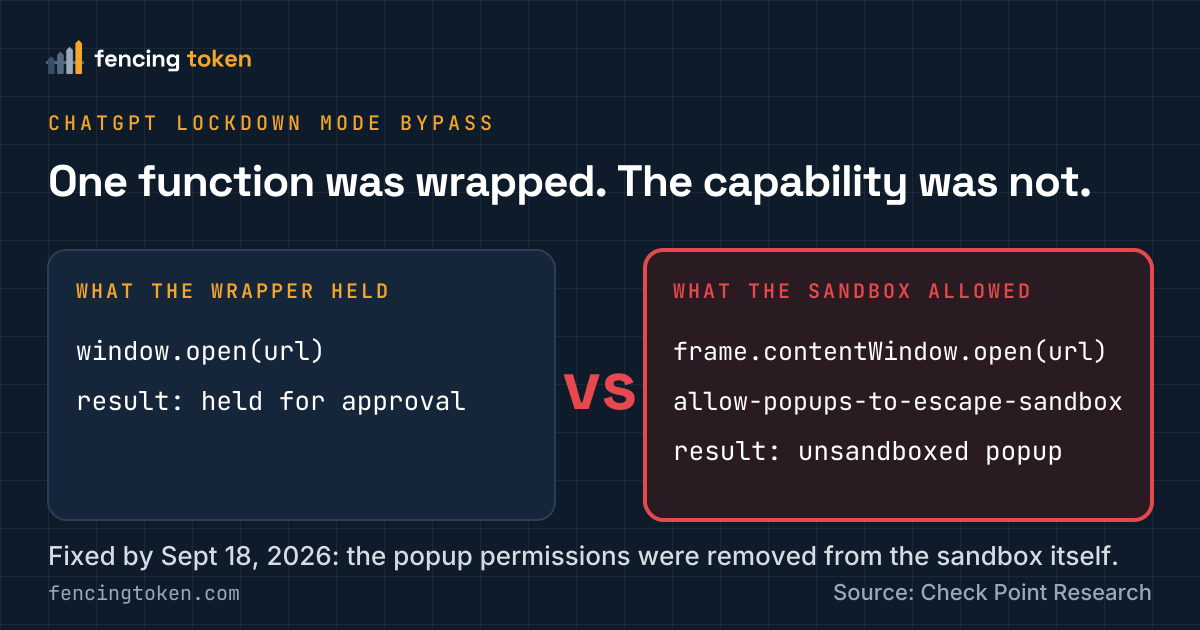 fencing token
CHATGPT LOCKDOWN MODE BYPASS
One function was wrapped. The capability was not.
WHAT THE WRAPPER HELD
window.open(url)
result: held for approval
vs
WHAT THE SANDBOX ALLOWED
frame.contentWindow.open(url)
allow-popups-to-escape-sandbox
result: unsandboxed popup
Fixed by Sept 18, 2026: the popup permissions were removed from the sandbox itself.
fencingtoken.com
Source: Check Point Research